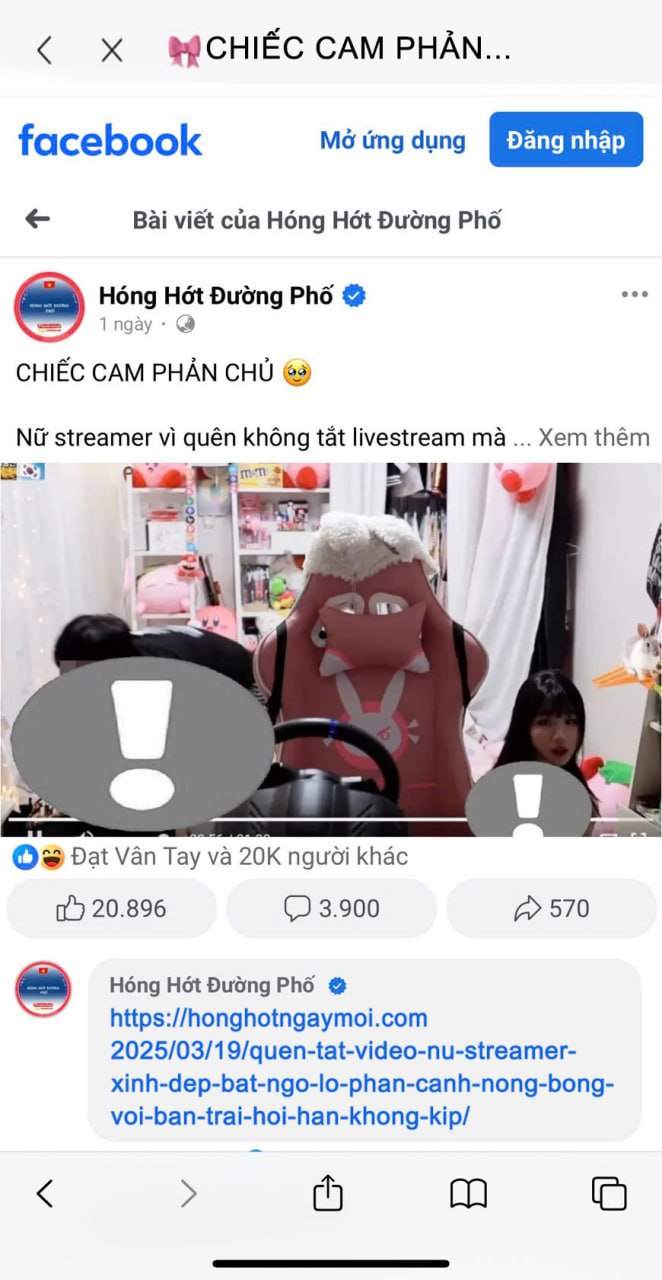 🎀CHIẾC CAM PHẢN...
facebook
Mở ứng dụng
Đăng nhập
Bài viết của Hóng Hớt Đường Phố
Hóng Hớt Đường Phố
1 ngày ·
CHIẾC CAM PHẢN CHỦ 🥹
Nữ streamer vì quên không tắt livestream mà ... Xem thêm
Đạt Vân Tay và 20K người khác
20.896
3.900
570
Hóng Hớt Đường Phố
https://honghotngaymoi.com
2025/03/19/quen-tat-video-nu-streamer-
xinh-dep-bat-ngo-lo-phan-canh-nong-bong-
voi-ban-trai-hoi-han-khong-kip/